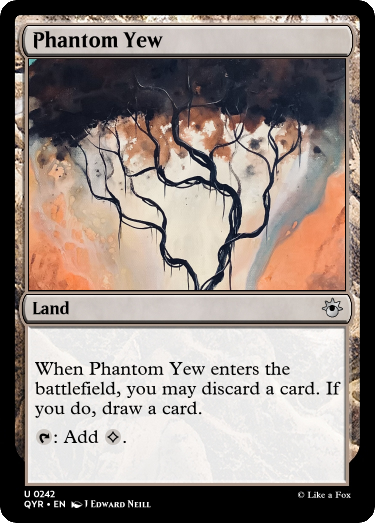 Phantom Yew
Land
When Phantom Yew enters the
battlefield, you may discard a card. If
you do, draw a card.
: Add .
U 0242
QYR • EN J Edward Neill
© Like a Fox